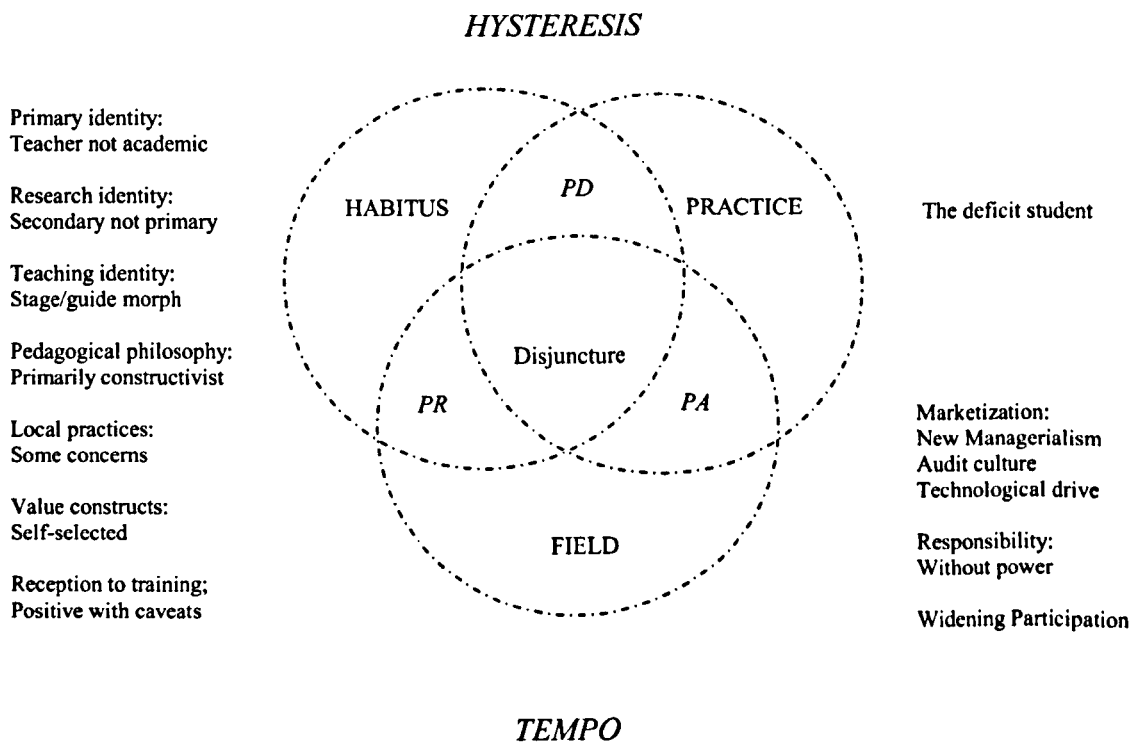 HYSTERESIS
Primary identity:
Teacher not academic
Research identity:
Secondary not primary
Teaching identity:
Stage/guide morph
Pedagogical philosophy:
Primarily constructivist
Local practices:
Some concerns
Value constructs:
Self-selected
Reception to training;
Positive with caveats
HABITUS
PD
PRACTICE
Disjuncture
PR
PA
FIELD
The deficit student
Marketization:
New Managerialism
Audit culture
Technological drive
Responsibility:
Without power
Widening Participation
TEMPO